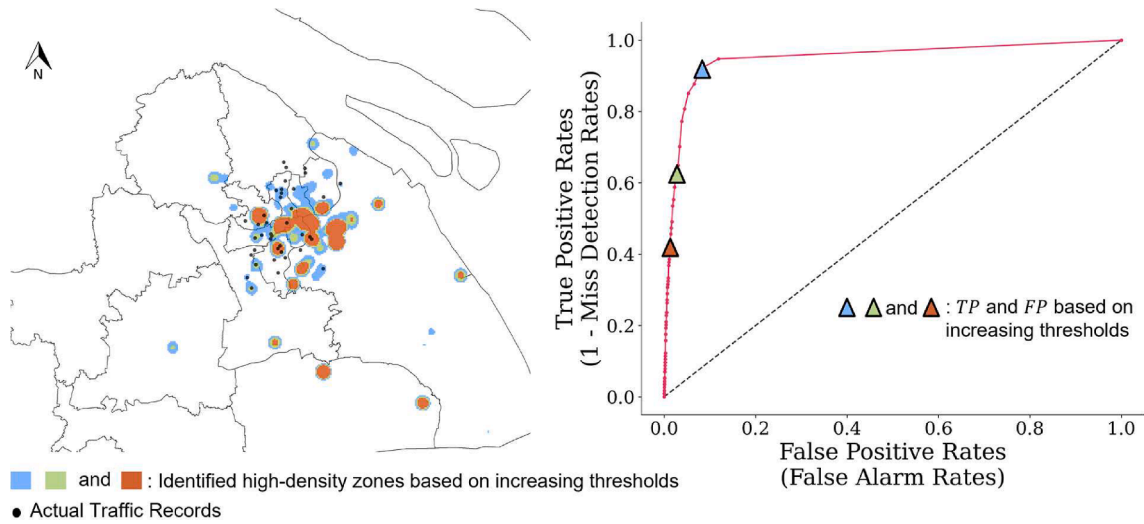 N
and
: Identified high-density zones based on increasing thresholds
Actual Traffic Records
True Positive Rates
(1 - Miss Detection Rates)
1.0
0.8
0.6
0.4
0.2
0.0
and
: TP and FP based on
increasing thresholds
0.0 0.2 0.4 0.6 0.8 1.0
False Positive Rates
(False Alarm Rates)